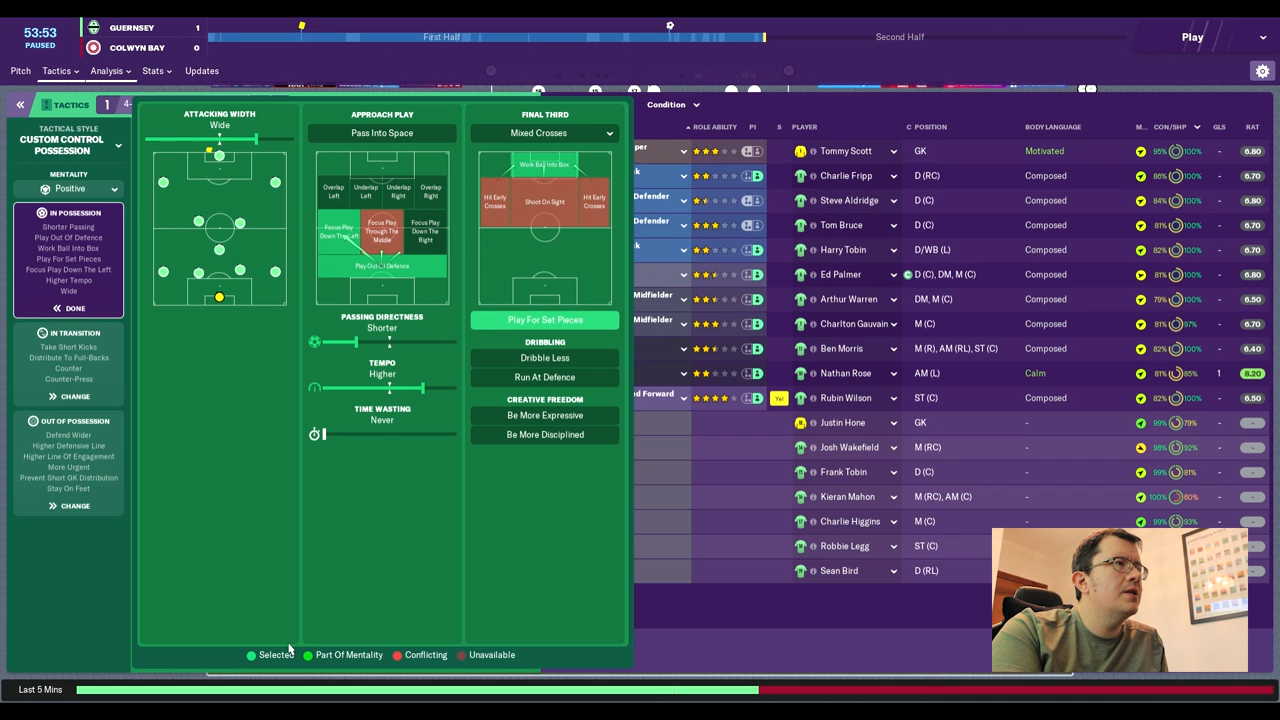 53:53
PAUSED
GUERNSEY 1
COLWYN BAY 0
First Half
Second Half
Play
Pitch
Tactics
Analysis
Stats
Updates
TACTICS
1
4-
TACTICAL STYLE
CUSTOM CONTROL
POSSESSION
MENTALITY
Positive
IN POSSESSION
Shorter Passing
Play Out Of Defence
Work Ball Into Box
Play For Set Pieces
Focus Play Down The Left
Higher Tempo
Wide
DONE
IN TRANSITION
Take Short Kicks
Distribute To Full-Backs
Counter
Counter-Press
CHANGE
OUT OF POSSESSION
Defend Wider
Higher Defensive Line
Higher Line Of Engagement
More Urgent
Prevent Short GK Distribution
Stay On Feet
CHANGE
ATTACKING WIDTH
Wide
APPROACH PLAY
Pass Into Space
Overlap Left
Underlap Left
Underlap Right
Overlap Right
Focus Play Down The Left
Focus Play Through The Middle
Focus Play Down The Right
Play Out Of Defence
PASSING DIRECTNESS
Shorter
TEMPO
Higher
TIME WASTING
Never
FINAL THIRD
Mixed Crosses
Work Ball Into Box
Hit Early Crosses
Shoot On Sight
Hit Early Crosses
Play For Set Pieces
DRIBBLING
Dribble Less
Run At Defence
CREATIVE FREEDOM
Be More Expressive
Be More Disciplined
Selected
Part Of Mentality
Conflicting
Unavailable
Condition
ROLE ABILITY PI S PLAYER C POSITION BODY LANGUAGE M... CON/SHP GLS RAT
Tommy Scott GK Motivated 95% 100% - 6.80
Charlie Fripp D (RC) Composed 86% 100% - 6.70
Defender Steve Aldridge D (C) Composed 84% 100% - 6.80
Defender Tom Bruce D (C) Composed 81% 100% - 6.70
Harry Tobin D/WB (L) Composed 82% 100% - 6.70
Ed Palmer C D (C), DM, M (C) Composed 81% 100% - 6.80
Midfielder Arthur Warren DM, M (C) Composed 79% 100% - 6.50
Midfielder Charlton Gauvain M (C) Composed 81% 97% - 6.70
Ben Morris M (R), AM (RL), ST (C) Composed 82% 100% - 6.40
Nathan Rose AM (L) Calm 81% 85% 1 8.20
ed Forward Yel Rubin Wilson ST (C) Composed 82% 100% - 6.50
Justin Hone GK - 99% 79% - -
Josh Wakefield M (RC) - 98% 92% - -
Frank Tobin D (C) - 99% 81% - -
Kieran Mahon M (RC), AM (C) - 100% 60% - -
Charlie Higgins M (C) - 99% 93% - -
Robbie Legg ST (C) -
Sean Bird D (RL) -
Last 5 Mins